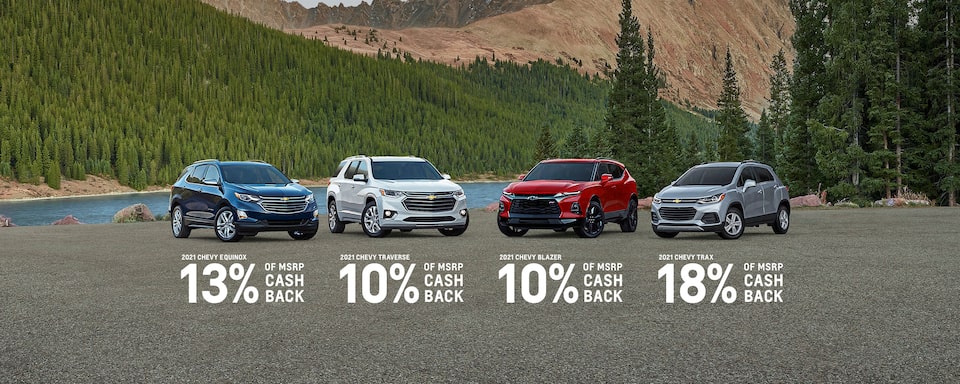 2021 CHEVY EQUINOX
13% OF MSRP
CASH
BACK
2021 CHEVY TRAVERSE
10% OF MSRP
CASH
BACK
2021 CHEVY BLAZER
10% OF MSRP
CASH
BACK
2021 CHEVY TRAX
18% OF MSRP
CASH
BACK